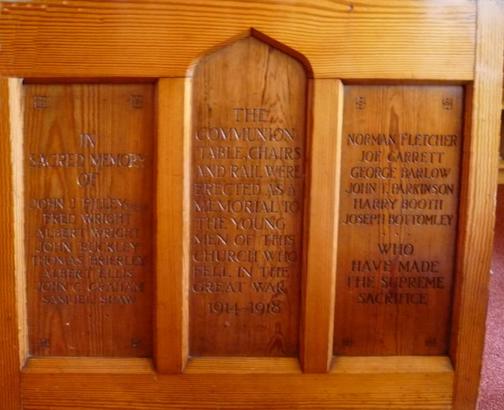 IN
SACRED MEMORY
OF
JOHN J. FILLEY
FRED WRIGHT
ALBERT WRIGHT
JOHN BUCKLEY
THOMAS BRIERLEY
ALBERT ELLIS
JOHN C. GRAHAM
SAMUEL SHAW
THE
COMMUNION
TABLE, CHAIRS
AND RAIL WERE
ERECTED AS A
MEMORIAL TO
THE YOUNG
MEN OF THIS
CHURCH WHO
FELL IN THE
GREAT WAR
1914-1918
NORMAN FLETCHER
JOE GARRETT
GEORGE BARLOW
JOHN F. PARKINSON
HARRY BOOTH
JOSEPH BOTTOMLEY
WHO
HAVE MADE
THE SUPREME
SACRIFICE